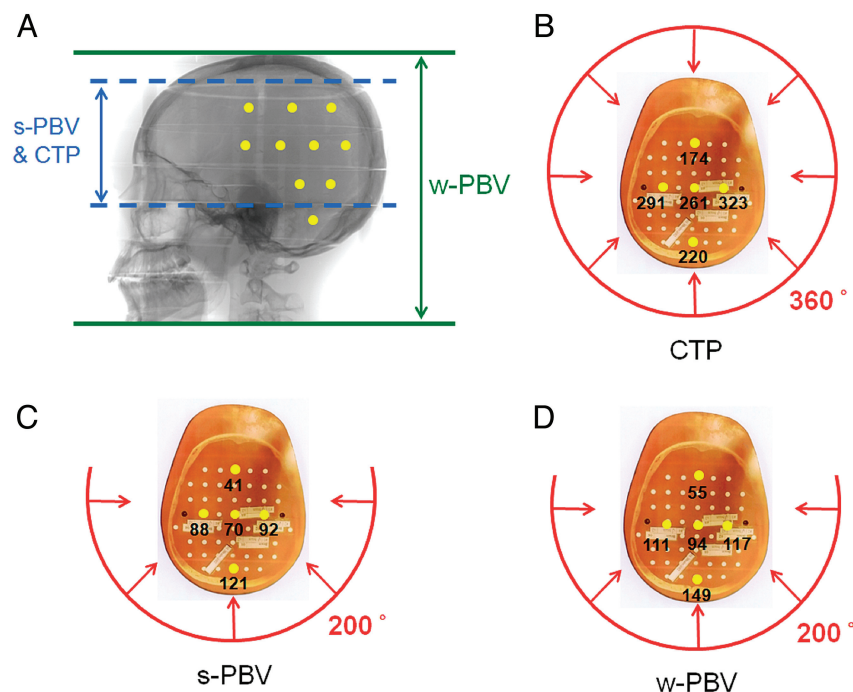 A
s-PBV
& CTP
w-PBV
B
174
291 261 323
220
360 °
CTP
C
41
88 70 92
121
200 °
s-PBV
D
55
111 94 117
149
200 °
w-PBV